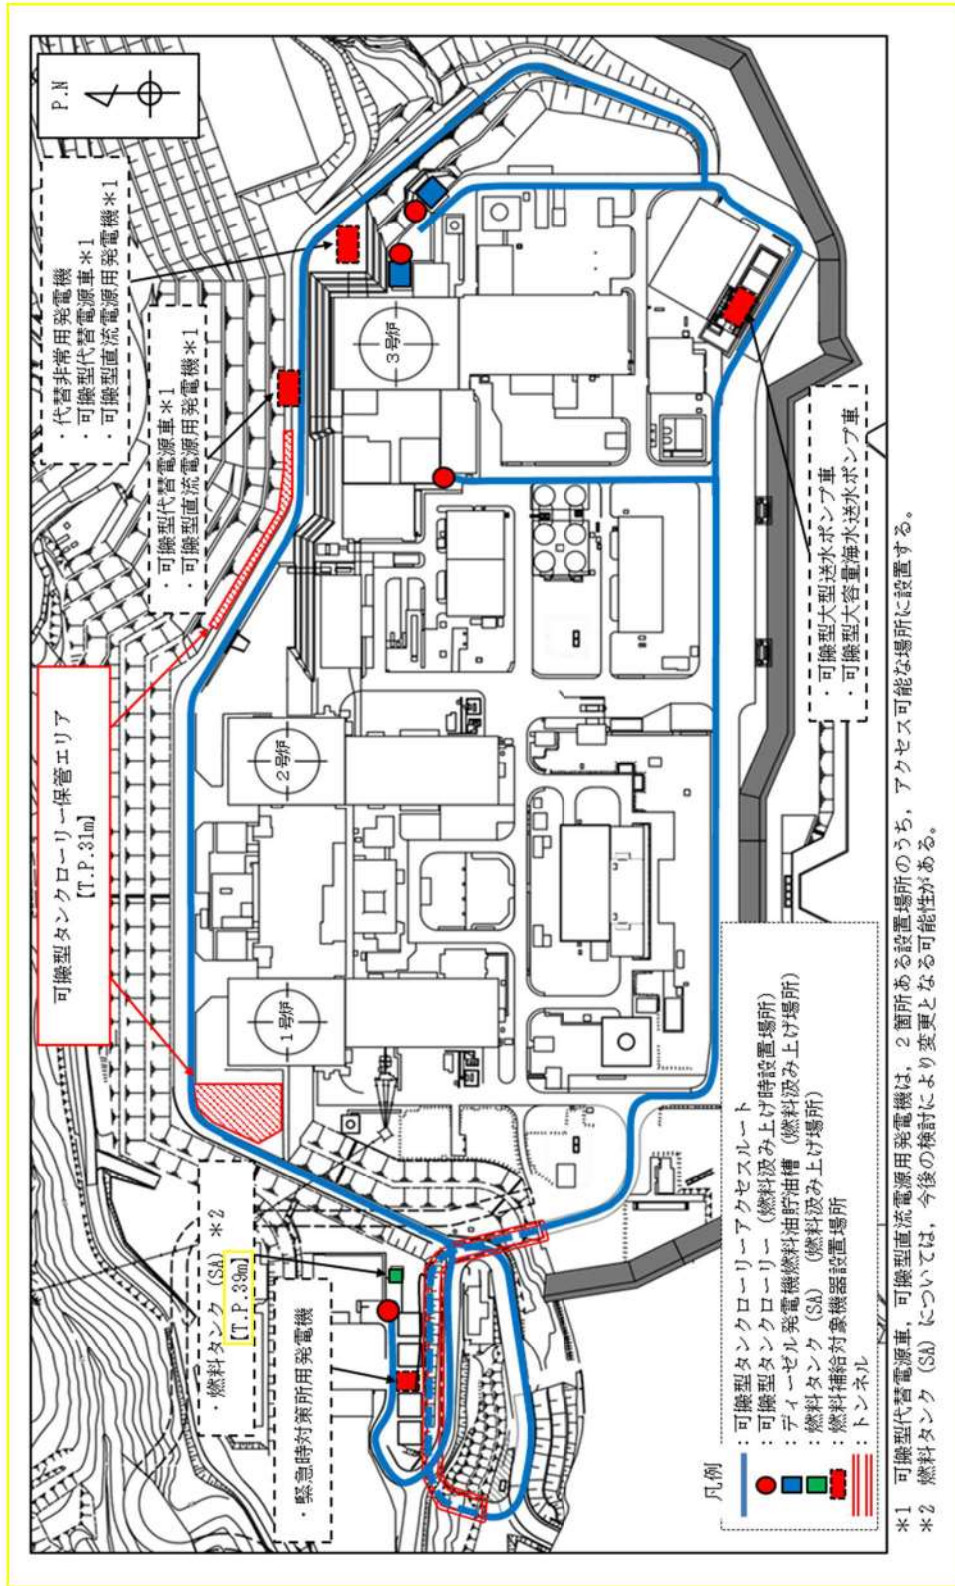 P.N
・代替非常用発電機
・可搬型代替電源車＊1
・可搬型直流電源用発電機＊1
・可搬型代替電源車＊1
・可搬型直流電源用発電機＊1
可搬型タンクローリー保管エリア
【T.P.31m】
・燃料タンク（SA）＊2
【T.P.39m】
・緊急時対策所用発電機
1号炉
2号炉
3号炉
・可搬型大型送水ポンプ車
・可搬型大容量海水送水ポンプ車
凡例
：可搬型タンクローリーアクセスルート
：可搬型タンクローリー（燃料汲み上げ時設置場所）
：ディーゼル発電機燃料油貯油槽（燃料汲み上げ場所）
：燃料タンク（SA）（燃料汲み上げ場所）
：燃料補給対象機器設置場所
：トンネル
＊1　可搬型代替電源車，可搬型直流電源用発電機は，2箇所ある設置場所のうち，アクセス可能な場所に設置する。
＊2　燃料タンク（SA）については，今後の検討により変更となる可能性がある。